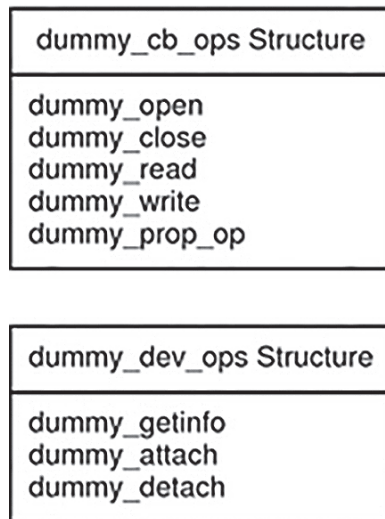 dummy_cb_ops Structure
dummy_open
dummy_close
dummy_read
dummy_write
dummy_prop_op
dummy_dev_ops Structure
dummy_getinfo
dummy_attach
dummy_detach